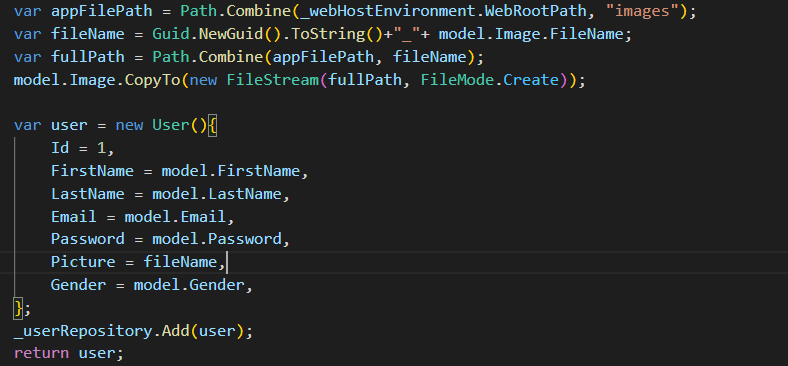 var appFilePath = Path.Combine(_webHostEnvironment.WebRootPath, "images");
var fileName = Guid.NewGuid().ToString()+"_"+ model.Image.FileName;
var fullPath = Path.Combine(appFilePath, fileName);
model.Image.CopyTo(new FileStream(fullPath, FileMode.Create));

var user = new User(){
    Id = 1,
    FirstName = model.FirstName,
    LastName = model.LastName,
    Email = model.Email,
    Password = model.Password,
    Picture = fileName,
    Gender = model.Gender,
};
_userRepository.Add(user);
return user;